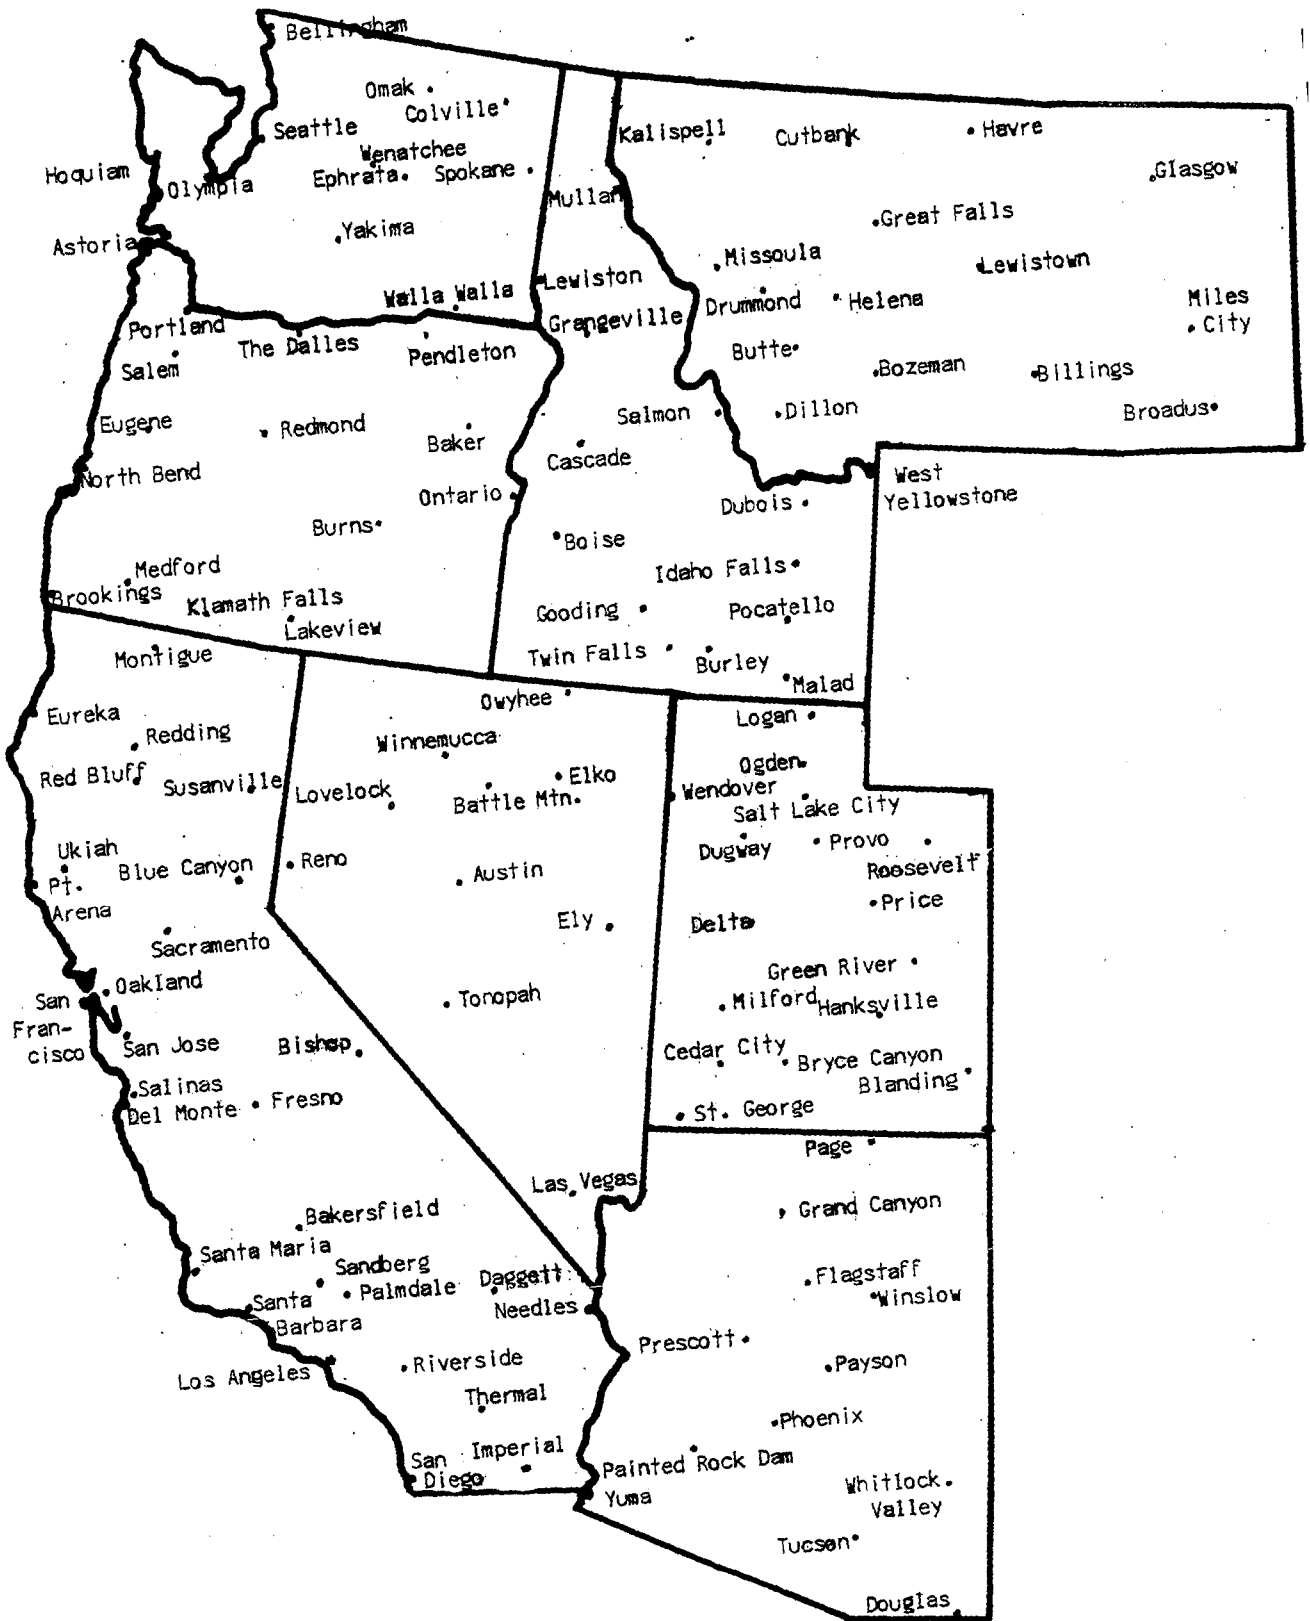 Bellingham
Omak
Colville
Seattle
Wenatchee
Hoquiam
Olympia
Ephrata
Spokane
Astoria
Yakima
Walla Walla
Kalispell
Cutbank
Havre
Glasgow
Mullan
Great Falls
Missoula
Lewistown
Lewiston
Drummond
Helena
Miles
City
Grangeville
Butte
Bozeman
Billings
Salmon
Dillon
Broadus
Portland
The Dalles
Pendleton
Salem
Eugene
Redmond
Baker
Cascade
North Bend
Ontario
West
Yellowstone
Dubois
Burns
Boise
Medford
Idaho Falls
Brookings
Klamath Falls
Gooding
Pocatello
Lakeview
Twin Falls
Burley
Malad
Montigue
Owyhee
Logan
Eureka
Redding
Winnemucca
Ogden
Red Bluff
Susanville
Lovelock
Battle Mtn.
Elko
Wendover
Salt Lake City
Ukiah
Blue Canyon
Reno
Austin
Dugway
Provo
Roosevelt
Pt.
Arena
Ely
Delta
Price
Sacramento
Green River
Oakland
San
Fran-
cisco
Tonopah
Milford
Hanksville
San Jose
Bishop
Cedar City
Bryce Canyon
Salinas
Blanding
Del Monte
Fresno
St. George
Page
Las Vegas
Bakersfield
Grand Canyon
Santa Maria
Sandberg
Palmdale
Daggett
Flagstaff
Santa
Barbara
Needles
Winslow
Prescott
Los Angeles
Riverside
Payson
Thermal
Phoenix
San
Diego
Imperial
Painted Rock Dam
Yuma
Whitlock
Valley
Tucson
Douglas